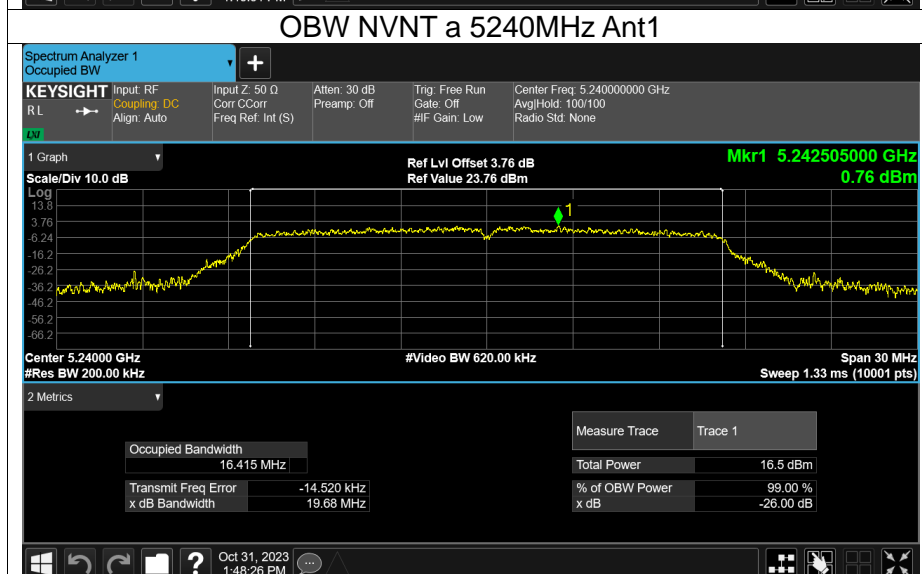 OBW NVNT a 5240MHz Ant1
Spectrum Analyzer 1
Occupied BW
KEYSIGHT
R L
LXI
Input: RF
Coupling: DC
Align: Auto
Input Z: 50 Ω
Corr CCorr
Freq Ref: Int (S)
Atten: 30 dB
Preamp: Off
Trig: Free Run
Gate: Off
#IF Gain: Low
Center Freq: 5.240000000 GHz
Avg|Hold: 100/100
Radio Std: None
1 Graph
Scale/Div 10.0 dB
Ref Lvl Offset 3.76 dB
Ref Value 23.76 dBm
Mkr1 5.242505000 GHz
0.76 dBm
Log
13.8
3.76
-6.24
-16.2
-26.2
-36.2
-46.2
-56.2
-66.2
1
Center 5.24000 GHz
#Res BW 200.00 kHz
#Video BW 620.00 kHz
Span 30 MHz
Sweep 1.33 ms (10001 pts)
2 Metrics
Measure Trace Trace 1
Occupied Bandwidth
16.415 MHz
Total Power 16.5 dBm
Transmit Freq Error -14.520 kHz
% of OBW Power 99.00 %
x dB Bandwidth 19.68 MHz
x dB -26.00 dB
?
Oct 31, 2023
1:48:26 PM